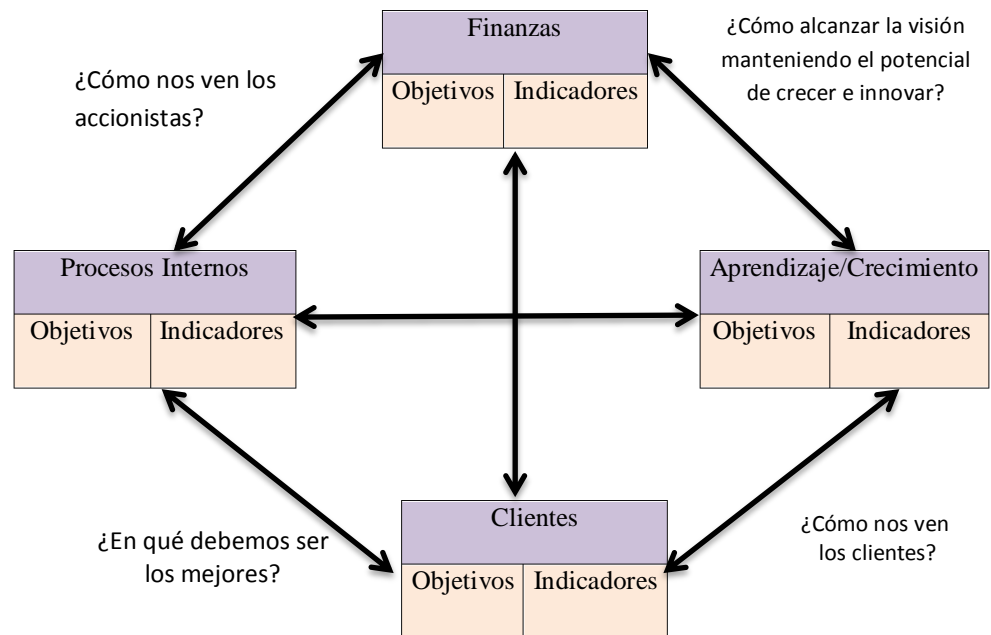 Finanzas
Objetivos Indicadores
¿Cómo nos ven los
accionistas?
¿Cómo alcanzar la visión
manteniendo el potencial
de crecer e innovar?
Procesos Internos
Objetivos Indicadores
Aprendizaje/Crecimiento
Objetivos Indicadores
¿En qué debemos ser
los mejores?
Clientes
Objetivos Indicadores
¿Cómo nos ven
los clientes?